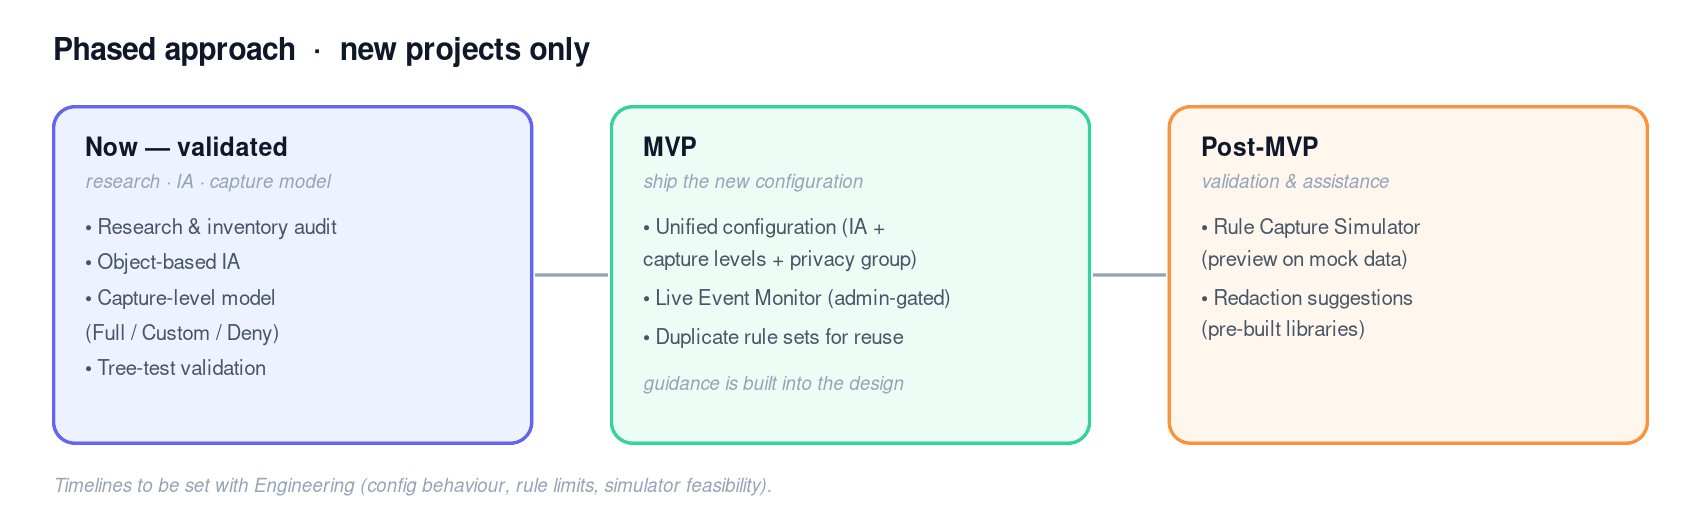 Phased approach · new projects only
Now — validated
research · IA · capture model
• Research & inventory audit
• Object-based IA
• Capture-level model
(Full / Custom / Deny)
• Tree-test validation
MVP
ship the new configuration
• Unified configuration (IA +
capture levels + privacy group)
• Live Event Monitor (admin-gated)
• Duplicate rule sets for reuse
guidance is built into the design
Post-MVP
validation & assistance
• Rule Capture Simulator
(preview on mock data)
• Redaction suggestions
(pre-built libraries)
Timelines to be set with Engineering (config behaviour, rule limits, simulator feasibility).